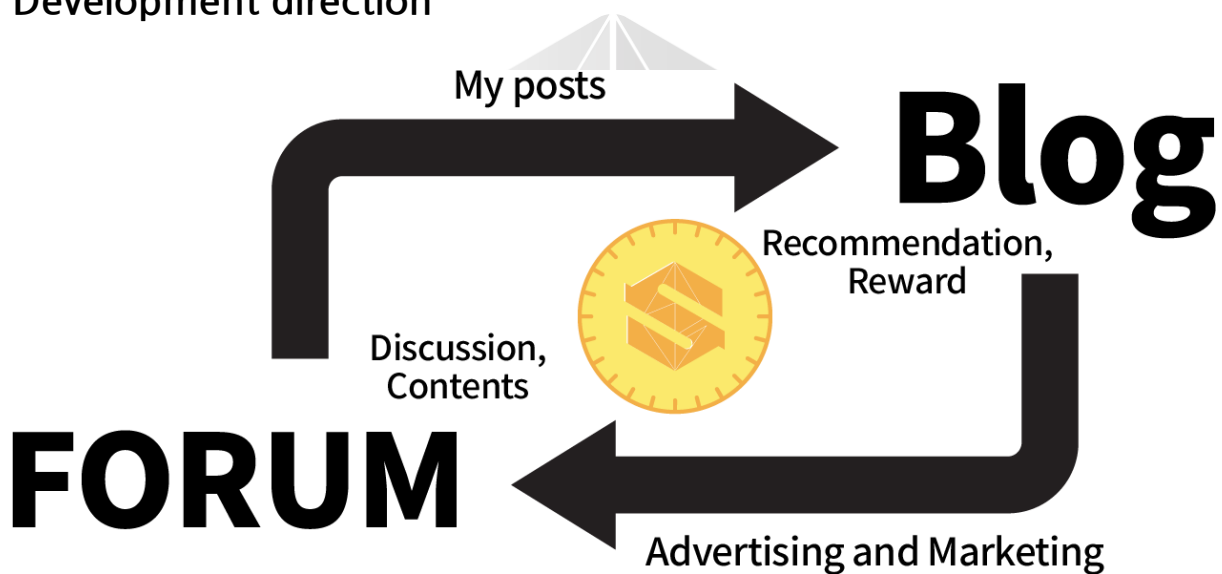 Development direction
My posts
Blog
Recommendation,
Reward
Discussion,
Contents
FORUM
Advertising and Marketing